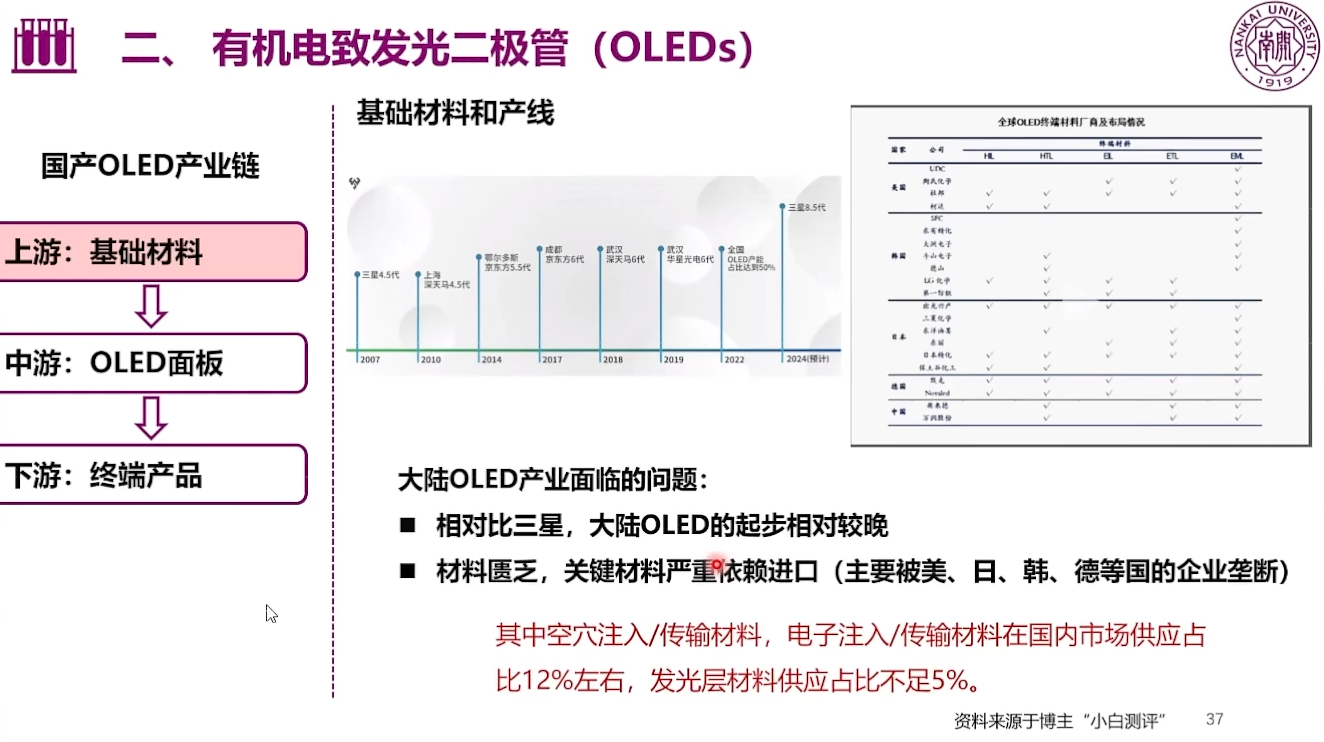 二、 有机电致发光二极管（OLEDs）
NANKAI UNIVERSITY
南開
1919
国产OLED产业链
上游：基础材料
中游：OLED面板
下游：终端产品
基础材料和产线
三星4.5代
上海
深天马4.5代
鄂尔多斯
京东方5.5代
成都
京东方6代
武汉
深天马6代
武汉
华星光电6代
全国
OLED产能
占比达到50%
三星8.5代
2007 2010 2014 2017 2018 2019 2022 2024(预计)
全球OLED终端材料厂商及布局情况
国家 公司 终端材料
HIL HTL EIL ETL EML
美国
UDC √
陶氏化学 √ √ √
杜邦 √ √ √ √ √
柯达 √ √ √
韩国
SFC √
东有精化 √
大洲电子 √
斗山电子 √ √
德山 √ √
LG化学 √ √ √ √
第一毛织 √ √ √
日本
出光兴产 √ √ √ √ √
三菱化学 √
东洋油墨 √ √ √
东丽 √ √ √
日本精化 √ √ √ √ √
保土谷化工 √ √ √
德国
默克 √ √ √ √ √
Novaled √ √ √ √ √
中国
奥来德 √ √ √
万润股份 √ √ √
大陆OLED产业面临的问题：
■ 相对比三星，大陆OLED的起步相对较晚
■ 材料匮乏，关键材料严重依赖进口（主要被美、日、韩、德等国的企业垄断）
其中空穴注入/传输材料，电子注入/传输材料在国内市场供应占
比12%左右，发光层材料供应占比不足5%。
资料来源于博主“小白测评”
37